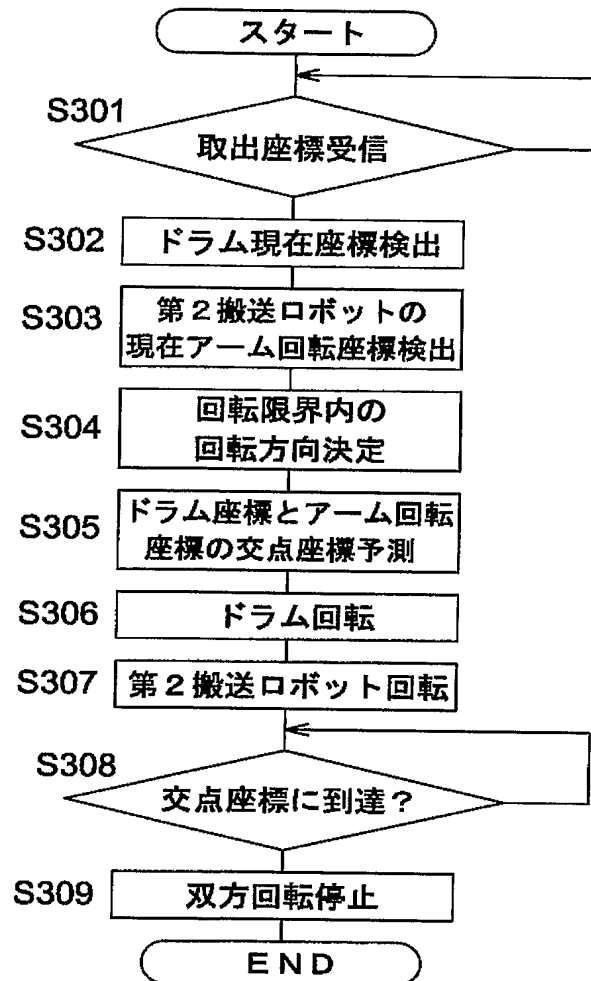 スタート
S301
取出座標受信
S302
ドラム現在座標検出
S303
第2搬送ロボットの
現在アーム回転座標検出
S304
回転限界内の
回転方向決定
S305
ドラム座標とアーム回転
座標の交点座標予測
S306
ドラム回転
S307
第2搬送ロボット回転
S308
交点座標に到達？
S309
双方回転停止
END